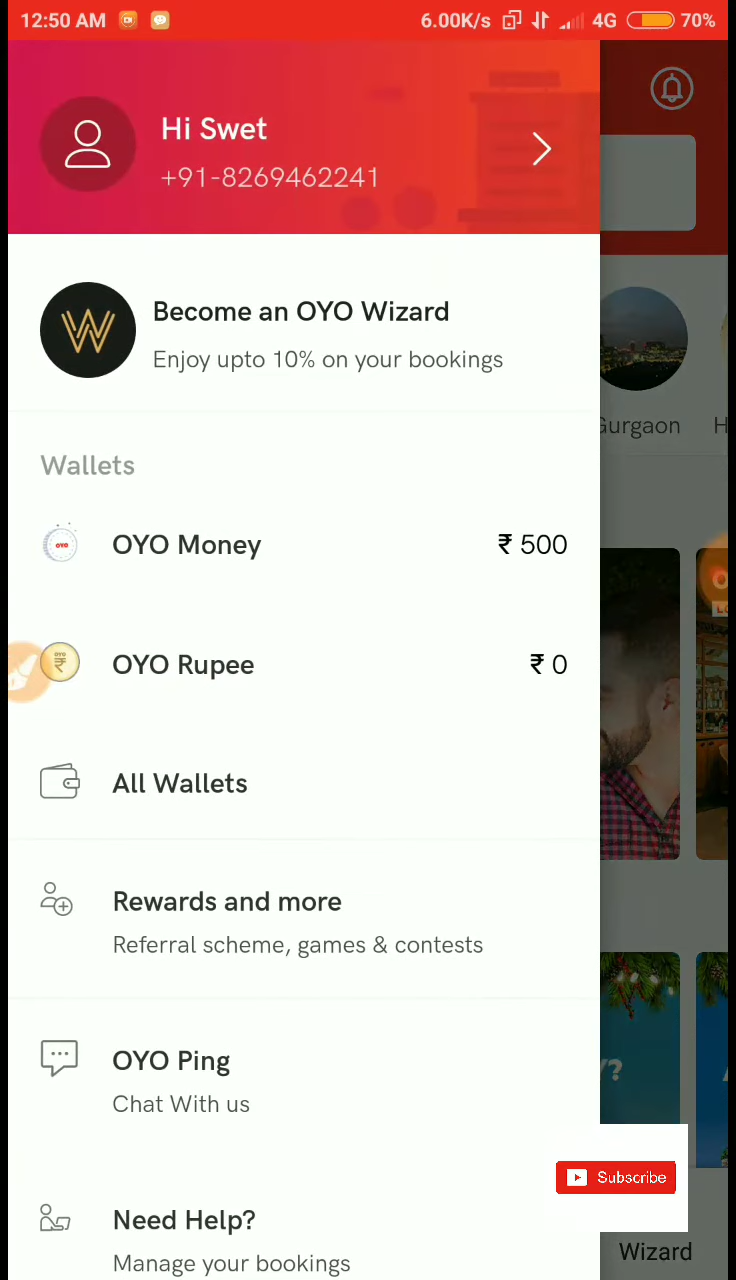 12:50 AM
6.00K/s 4G 70%
Hi Swet
+91-8269462241
W
Become an OYO Wizard
Enjoy upto 10% on your bookings
Gurgaon
H
Wallets
OYO
OYO Money
₹ 500
OYO
₹
OYO Rupee
₹ 0
All Wallets
Rewards and more
Referral scheme, games & contests
OYO Ping
Chat With us
Y?
Subscribe
Need Help?
Wizard
Manage your bookings